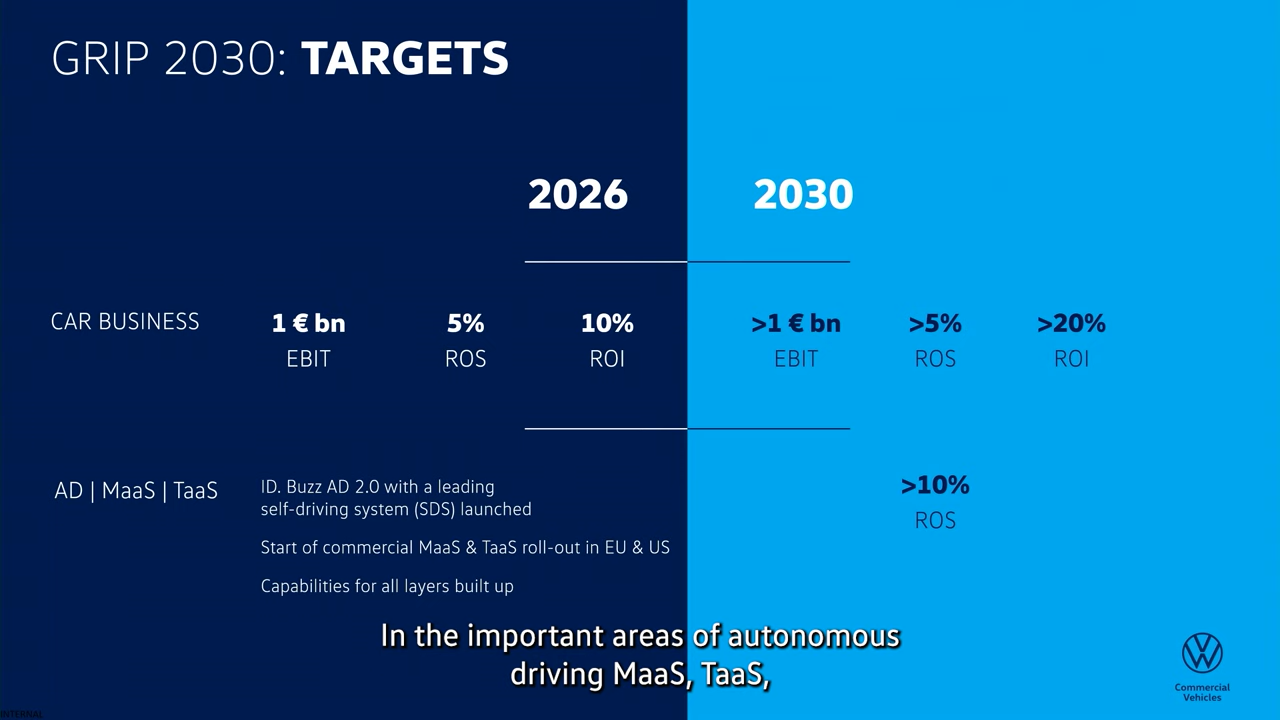 GRIP 2030: TARGETS
2026
2030
CAR BUSINESS
1 € bn
EBIT
5%
ROS
10%
ROI
>1 € bn
EBIT
>5%
ROS
>20%
ROI
AD | MaaS | TaaS
ID. Buzz AD 2.0 with a leading
self-driving system (SDS) launched
Start of commercial MaaS & TaaS roll-out in EU & US
Capabilities for all layers built up
>10%
ROS
In the important areas of autonomous
driving MaaS, TaaS,
Commercial
Vehicles
INTERNAL